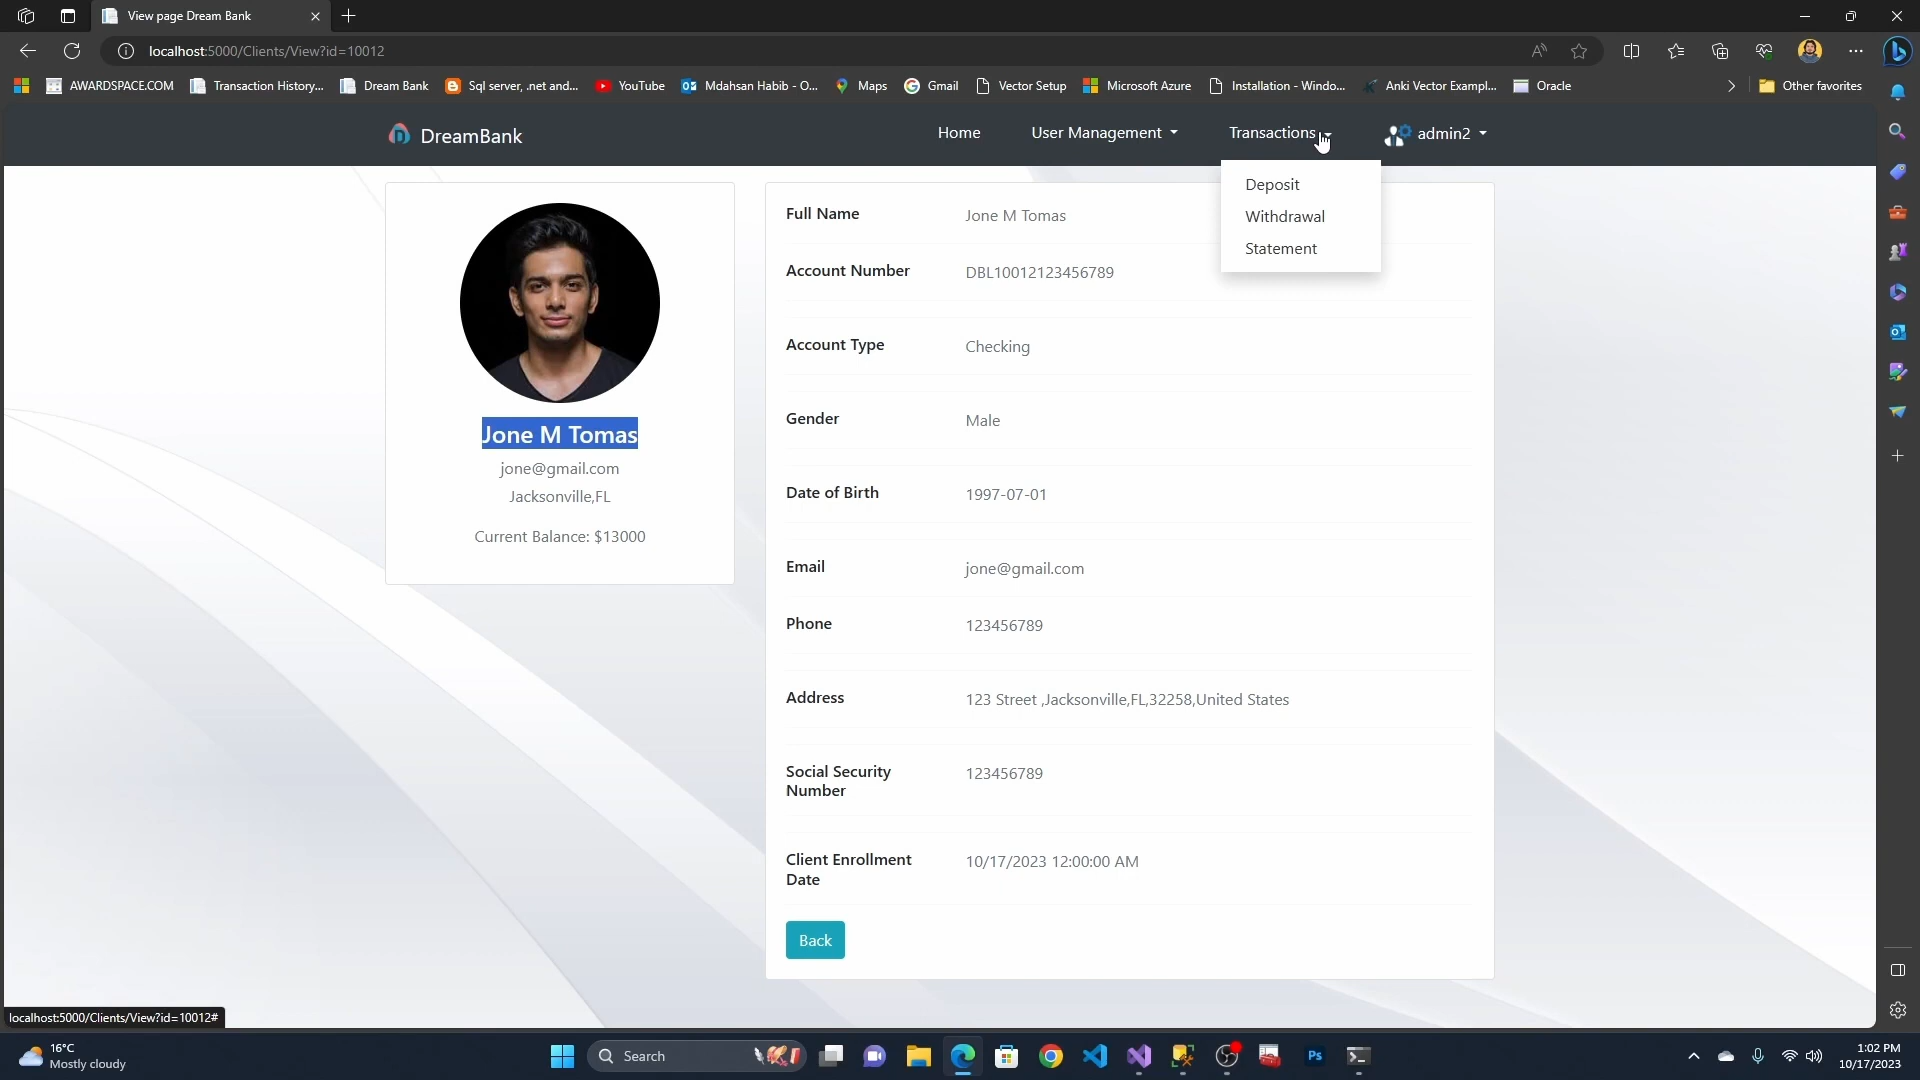 View page Dream Bank
localhost:5000/Clients/View?id=10012
AWARDSPACE.COM
Transaction History...
Dream Bank
Sql server, .net and...
YouTube
Mdahsan Habib - O...
Maps
Gmail
Vector Setup
Microsoft Azure
Installation - Windo...
Anki Vector Exampl...
Oracle
Other favorites
DreamBank
Home
User Management
Transactions
admin2
Deposit
Withdrawal
Statement
Jone M Tomas
jone@gmail.com
Jacksonville,FL
Current Balance: $13000
Full Name
Jone M Tomas
Account Number
DBL10012123456789
Account Type
Checking
Gender
Male
Date of Birth
1997-07-01
Email
jone@gmail.com
Phone
123456789
Address
123 Street ,Jacksonville,FL,32258,United States
Social Security
Number
123456789
Client Enrollment
Date
10/17/2023 12:00:00 AM
Back
localhost:5000/Clients/View?id=10012#
16°C
Mostly cloudy
Search
Ps
1:02 PM
10/17/2023